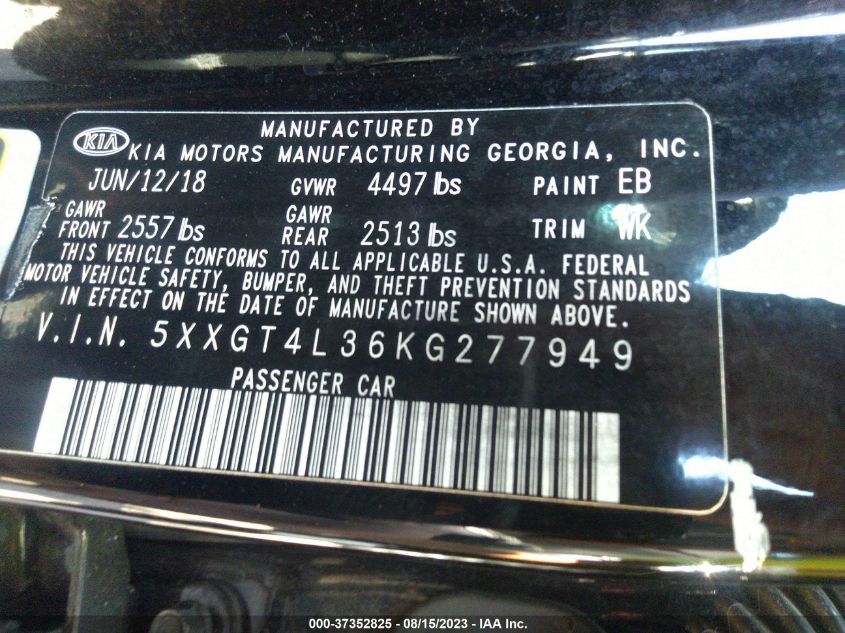 KIA
MANUFACTURED BY
KIA MOTORS MANUFACTURING GEORGIA, INC.
JUN/12/18 GVWR 4497 lbs PAINT EB
GAWR FRONT 2557 lbs GAWR REAR 2513 lbs TRIM WK
THIS VEHICLE CONFORMS TO ALL APPLICABLE U.S.A. FEDERAL
MOTOR VEHICLE SAFETY, BUMPER, AND THEFT PREVENTION STANDARDS
IN EFFECT ON THE DATE OF MANUFACTURE SHOWN ABOVE.
V.I.N. 5XXGT4L36KG277949
PASSENGER CAR
000-37352825 - 08/15/2023 - IAA Inc.